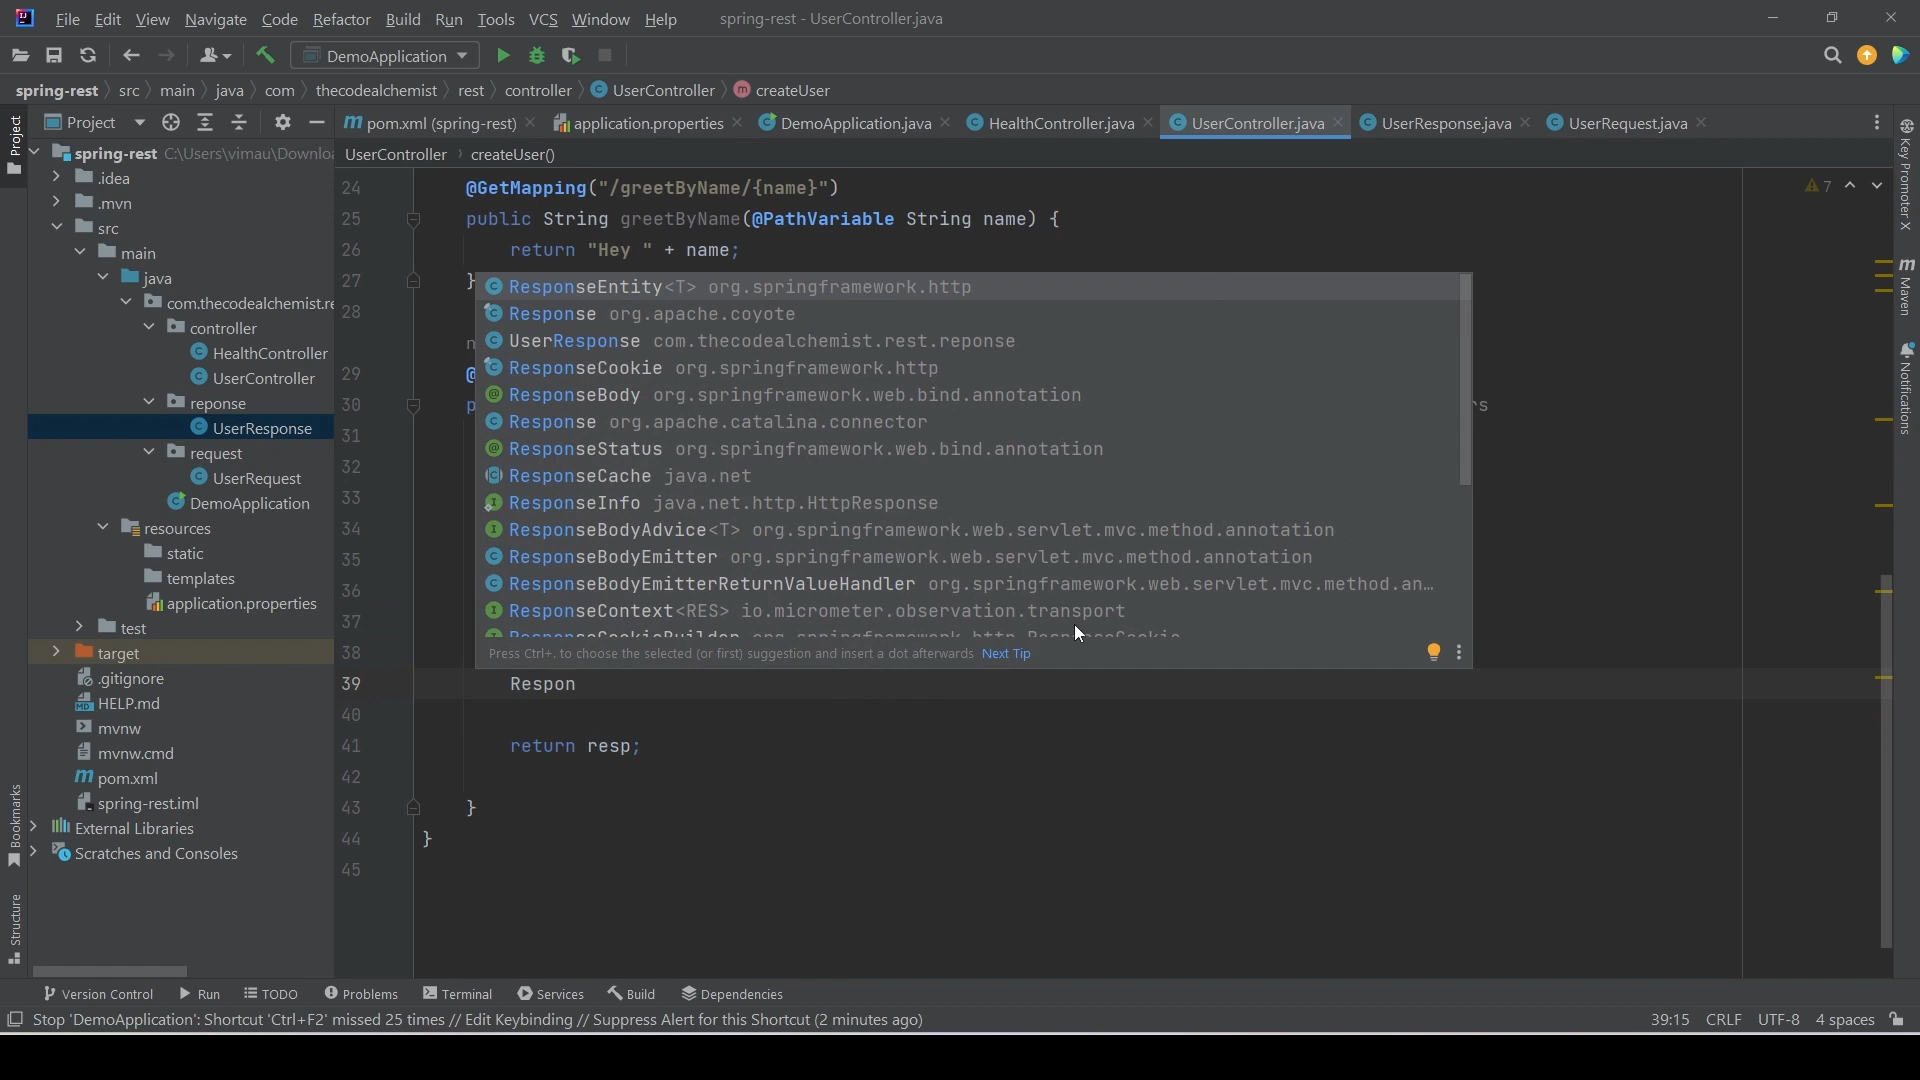 File Edit View Navigate Code Refactor Build Run Tools VCS Window Help spring-rest - UserController.java
DemoApplication
spring-rest src main java com thecodealchemist rest controller UserController createUser
Project
pom.xml (spring-rest) application.properties DemoApplication.java HealthController.java UserController.java UserResponse.java UserRequest.java
UserController createUser()
spring-rest C:\Users\vimau\Downlo
.idea
.mvn
src
main
java
com.thecodealchemist.re
controller
HealthController
UserController
reponse
UserResponse
request
UserRequest
DemoApplication
resources
static
templates
application.properties
test
target
.gitignore
HELP.md
mvnw
mvnw.cmd
pom.xml
spring-rest.iml
External Libraries
Scratches and Consoles
Project
Bookmarks
Structure
24 @GetMapping("/greetByName/{name}")
25 public String greetByName(@PathVariable String name) {
26 return "Hey " + name;
27 }
28
29
30
31
32
33
34
35
36
37
38
39 Respon
40
41 return resp;
42
43 }
44 }
45
ResponseEntity<T> org.springframework.http
Response org.apache.coyote
UserResponse com.thecodealchemist.rest.reponse
ResponseCookie org.springframework.http
ResponseBody org.springframework.web.bind.annotation
Response org.apache.catalina.connector
ResponseStatus org.springframework.web.bind.annotation
ResponseCache java.net
ResponseInfo java.net.http.HttpResponse
ResponseBodyAdvice<T> org.springframework.web.servlet.mvc.method.annotation
ResponseBodyEmitter org.springframework.web.servlet.mvc.method.annotation
ResponseBodyEmitterReturnValueHandler org.springframework.web.servlet.mvc.method.an…
ResponseContext<RES> io.micrometer.observation.transport
Press Ctrl+. to choose the selected (or first) suggestion and insert a dot afterwards Next Tip
7
Key Promoter X
Maven
Notifications
Version Control Run TODO Problems Terminal Services Build Dependencies
Stop 'DemoApplication': Shortcut 'Ctrl+F2' missed 25 times // Edit Keybinding // Suppress Alert for this Shortcut (2 minutes ago) 39:15 CRLF UTF-8 4 spaces